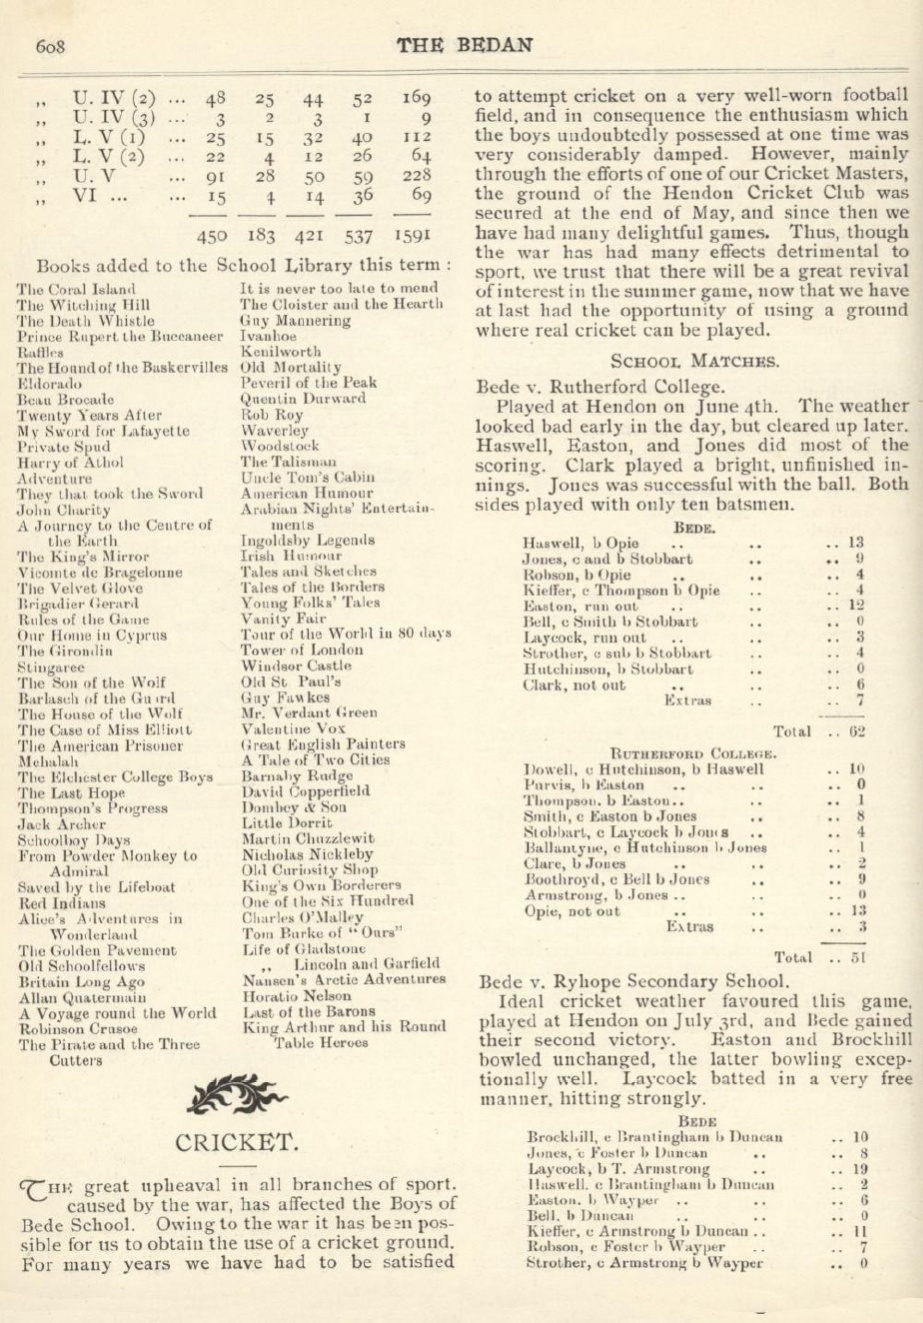 608
THE BEDAN
,, U. IV (2) ... 48 25 44 52 169
,, U. IV (3) ... 3 2 3 1 9
,, L. V (1) ... 25 15 32 40 112
,, L. V (2) ... 22 4 12 26 64
,, U. V ... 91 28 50 59 228
,, VI ... ... 15 4 14 36 69
450 183 421 537 1591
Books added to the School Library this term :
The Coral Island
The Witching Hill
The Death Whistle
Prince Rupert the Buccaneer
Raffles
The Hound of the Baskervilles
Eldorado
Beau Brocade
Twenty Years After
My Sword for Lafayette
Private Spud
Harry of Athol
Adventure
They that took the Sword
John Charity
A Journey to the Centre of
the Earth
The King's Mirror
Vicomte de Bragelonne
The Velvet Glove
Brigadier Gerard
Rules of the Game
Our Home in Cyprus
The Girondin
Stingaree
The Son of the Wolf
Barlasch of the Guard
The House of the Wolf
The Case of Miss Elliott
The American Prisoner
Mehalah
The Elchester College Boys
The Last Hope
Thompson's Progress
Jack Archer
Schoolboy Days
From Powder Monkey to
Admiral
Saved by the Lifeboat
Red Indians
Alice's Adventures in
Wonderland
The Golden Pavement
Old Schoolfellows
Britain Long Ago
Allan Quatermain
A Voyage round the World
Robinson Crusoe
The Pirate and the Three
Cutters
It is never too late to mend
The Cloister and the Hearth
Guy Mannering
Ivanhoe
Kenilworth
Old Mortality
Peveril of the Peak
Quentin Durward
Rob Roy
Waverley
Woodstock
The Talisman
Uncle Tom's Cabin
American Humour
Arabian Nights' Entertain-
ments
Ingoldsby Legends
Irish Humour
Tales and Sketches
Tales of the Borders
Young Folks' Tales
Vanity Fair
Tour of the World in 80 days
Tower of London
Windsor Castle
Old St. Paul's
Guy Fawkes
Mr. Verdant Green
Valentine Vox
Great English Painters
A Tale of Two Cities
Barnaby Rudge
David Copperfield
Dombey & Son
Little Dorrit
Martin Chuzzlewit
Nicholas Nickleby
Old Curiosity Shop
King's Own Borderers
One of the Six Hundred
Charles O'Malley
Tom Burke of "Ours"
Life of Gladstone
,, Lincoln and Garfield
Nansen's Arctic Adventures
Horatio Nelson
Last of the Barons
King Arthur and his Round
Table Heroes
CRICKET.
THE great upheaval in all branches of sport.
caused by the war, has affected the Boys of
Bede School. Owing to the war it has been pos-
sible for us to obtain the use of a cricket ground.
For many years we have had to be satisfied
to attempt cricket on a very well-worn football
field, and in consequence the enthusiasm which
the boys undoubtedly possessed at one time was
very considerably damped. However, mainly
through the efforts of one of our Cricket Masters,
the ground of the Hendon Cricket Club was
secured at the end of May, and since then we
have had many delightful games. Thus, though
the war has had many effects detrimental to
sport, we trust that there will be a great revival
of interest in the summer game, now that we have
at last had the opportunity of using a ground
where real cricket can be played.
SCHOOL MATCHES.
Bede v. Rutherford College.
Played at Hendon on June 4th. The weather
looked bad early in the day, but cleared up later.
Haswell, Easton, and Jones did most of the
scoring. Clark played a bright, unfinished in-
nings. Jones was successful with the ball. Both
sides played with only ten batsmen.
BEDE.
Haswell, b Opie .. .. .. 13
Jones, c and b Stobbart .. .. 9
Robson, b Opie .. .. .. 4
Kieffer, c Thompson b Opie .. .. 4
Easton, run out .. .. .. 12
Bell, c Smith b Stobbart .. .. 0
Laycock, run out .. .. .. 3
Strother, c sub b Stobbart .. .. 4
Hutchinson, b Stobbart .. .. 0
Clark, not out .. .. .. 6
Extras .. .. 7
Total .. 62
RUTHERFORD COLLEGE.
Dowell, c Hutchinson, b Haswell .. 10
Purvis, b Easton .. .. .. 0
Thompson, b Easton.. .. .. 1
Smith, c Easton b Jones .. .. 8
Stobbart, c Laycock b Jones .. .. 4
Ballantyne, c Hutchinson b Jones .. 1
Clare, b Jones .. .. .. 2
Boothroyd, c Bell b Jones .. .. 9
Armstrong, b Jones .. .. .. 0
Opie, not out .. .. .. 13
Extras .. .. 3
Total .. 51
Bede v. Ryhope Secondary School.
Ideal cricket weather favoured this game,
played at Hendon on July 3rd, and Bede gained
their second victory. Easton and Brockhill
bowled unchanged, the latter bowling excep-
tionally well. Laycock batted in a very free
manner, hitting strongly.
BEDE
Brockhill, c Brantingham b Duncan .. 10
Jones, c Foster b Duncan .. .. 8
Laycock, b T. Armstrong .. .. 19
Haswell, c Brantingham b Duncan .. 2
Easton, b Wayper .. .. .. 6
Bell, b Duncan .. .. .. 0
Kieffer, c Armstrong b Duncan .. .. 11
Robson, c Foster b Wayper .. .. 7
Strother, c Armstrong b Wayper .. 0